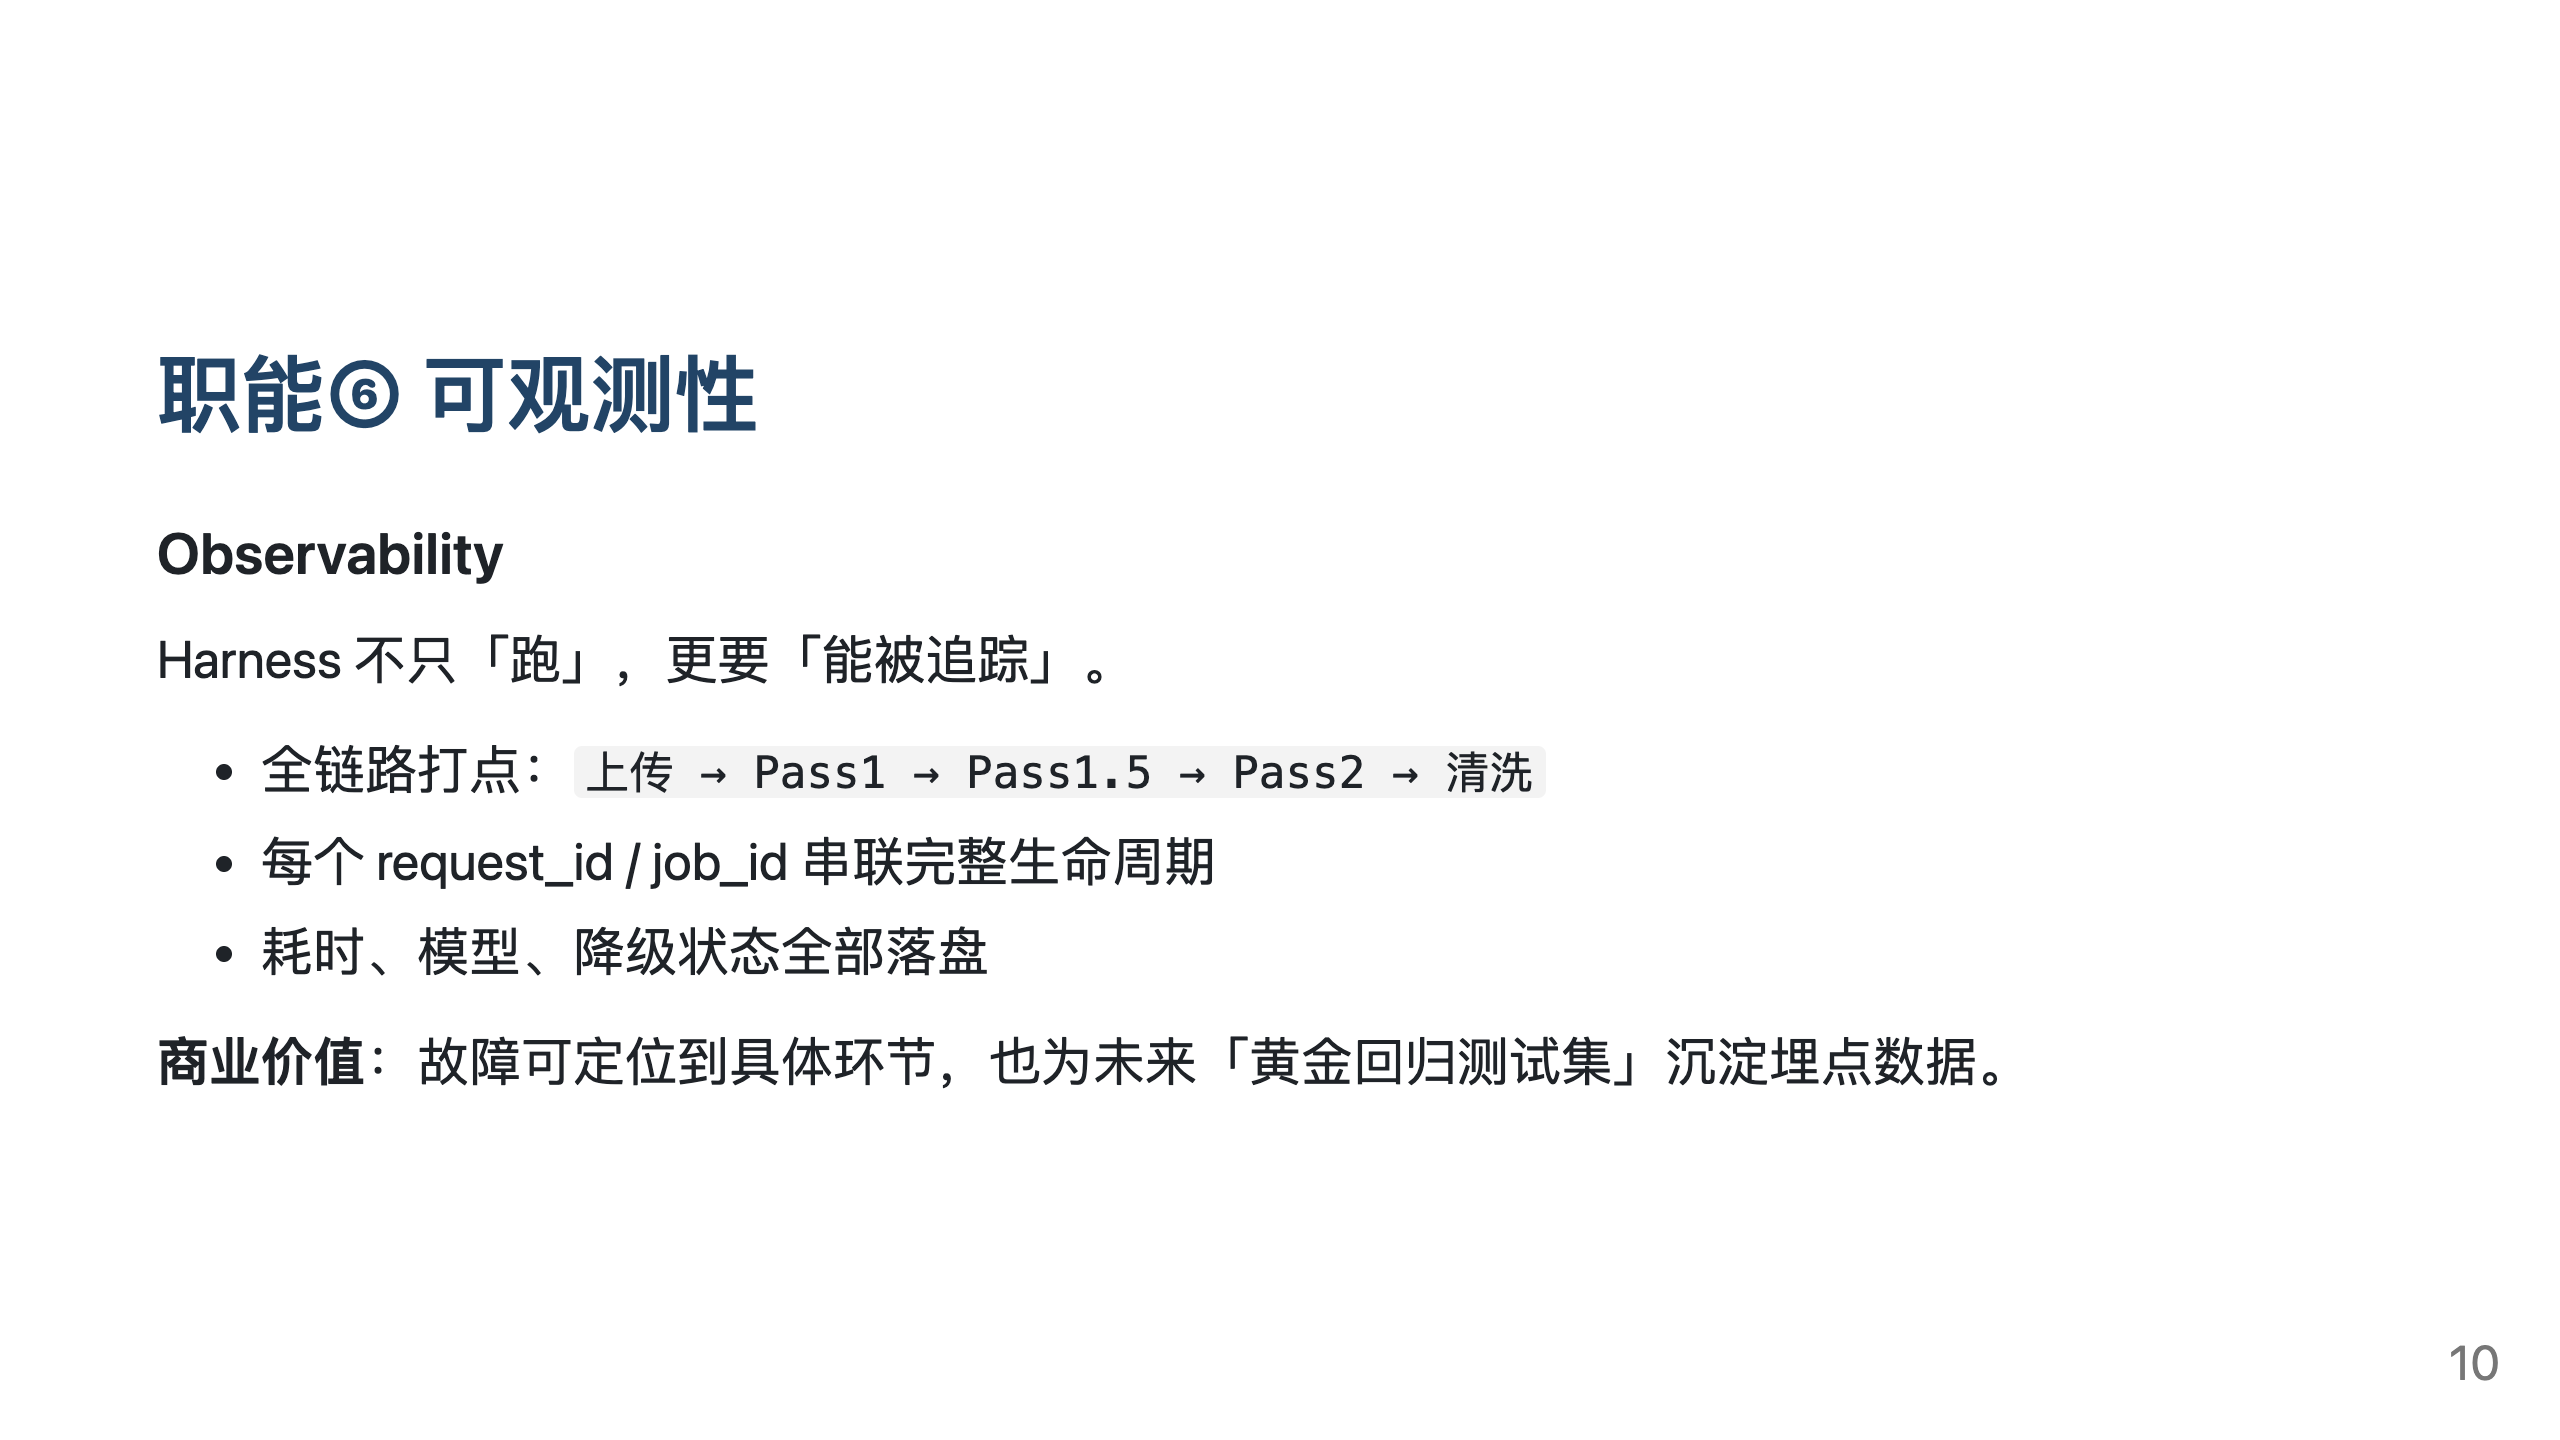 职能⑥ 可观测性
Observability
Harness 不只「跑」，更要「能被追踪」。
• 全链路打点：上传 → Pass1 → Pass1.5 → Pass2 → 清洗
• 每个 request_id / job_id 串联完整生命周期
• 耗时、模型、降级状态全部落盘
商业价值：故障可定位到具体环节，也为未来「黄金回归测试集」沉淀埋点数据。
10